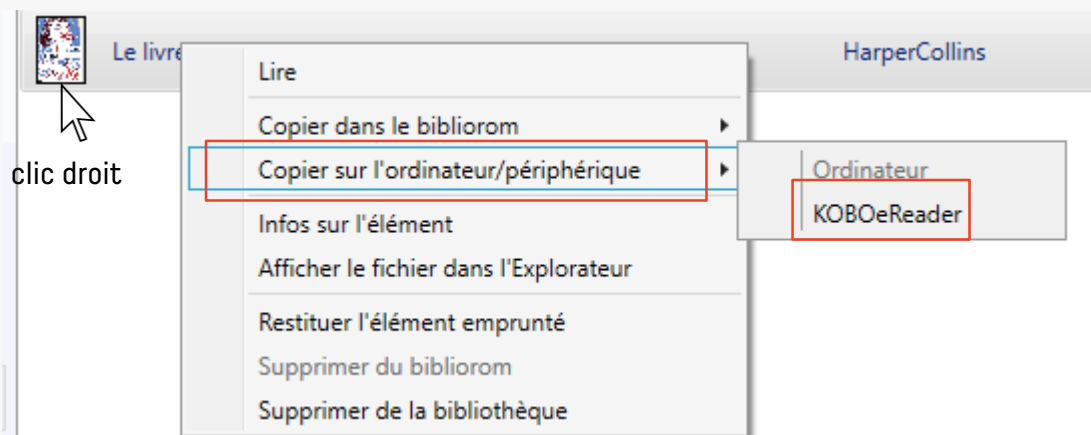 Le livre
HarperCollins
clic droit
Lire
Copier dans le bibliorom
Copier sur l'ordinateur/périphérique
Ordinateur
KOBOeReader
Infos sur l'élément
Afficher le fichier dans l'Explorateur
Restituer l'élément emprunté
Supprimer du bibliorom
Supprimer de la bibliothèque